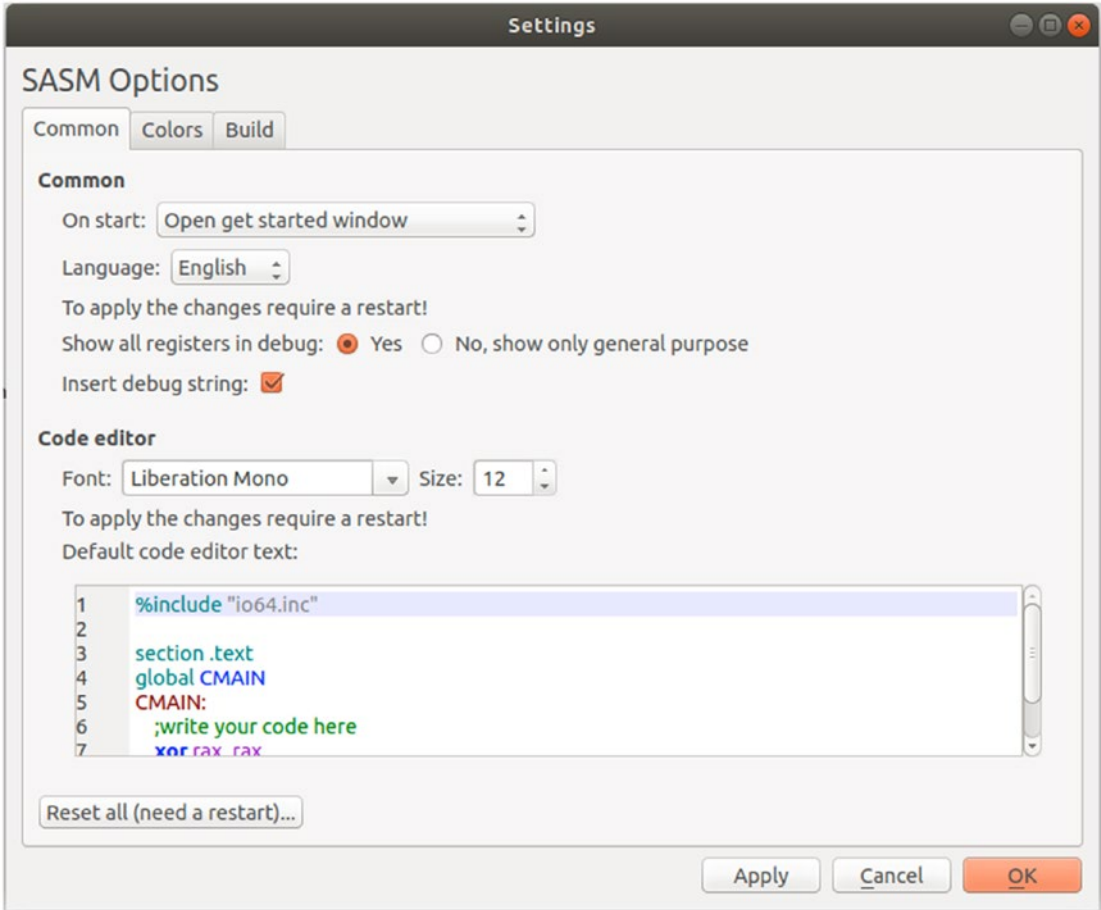 Settings
SASM Options
Common Colors Build
Common
On start: Open get started window
Language: English
To apply the changes require a restart!
Show all registers in debug: Yes No, show only general purpose
Insert debug string:
Code editor
Font: Liberation Mono Size: 12
To apply the changes require a restart!
Default code editor text:
1 %include "io64.inc"
2
3 section .text
4 global CMAIN
5 CMAIN:
6 ;write your code here
7 xor rax, rax
Reset all (need a restart)...
Apply Cancel OK